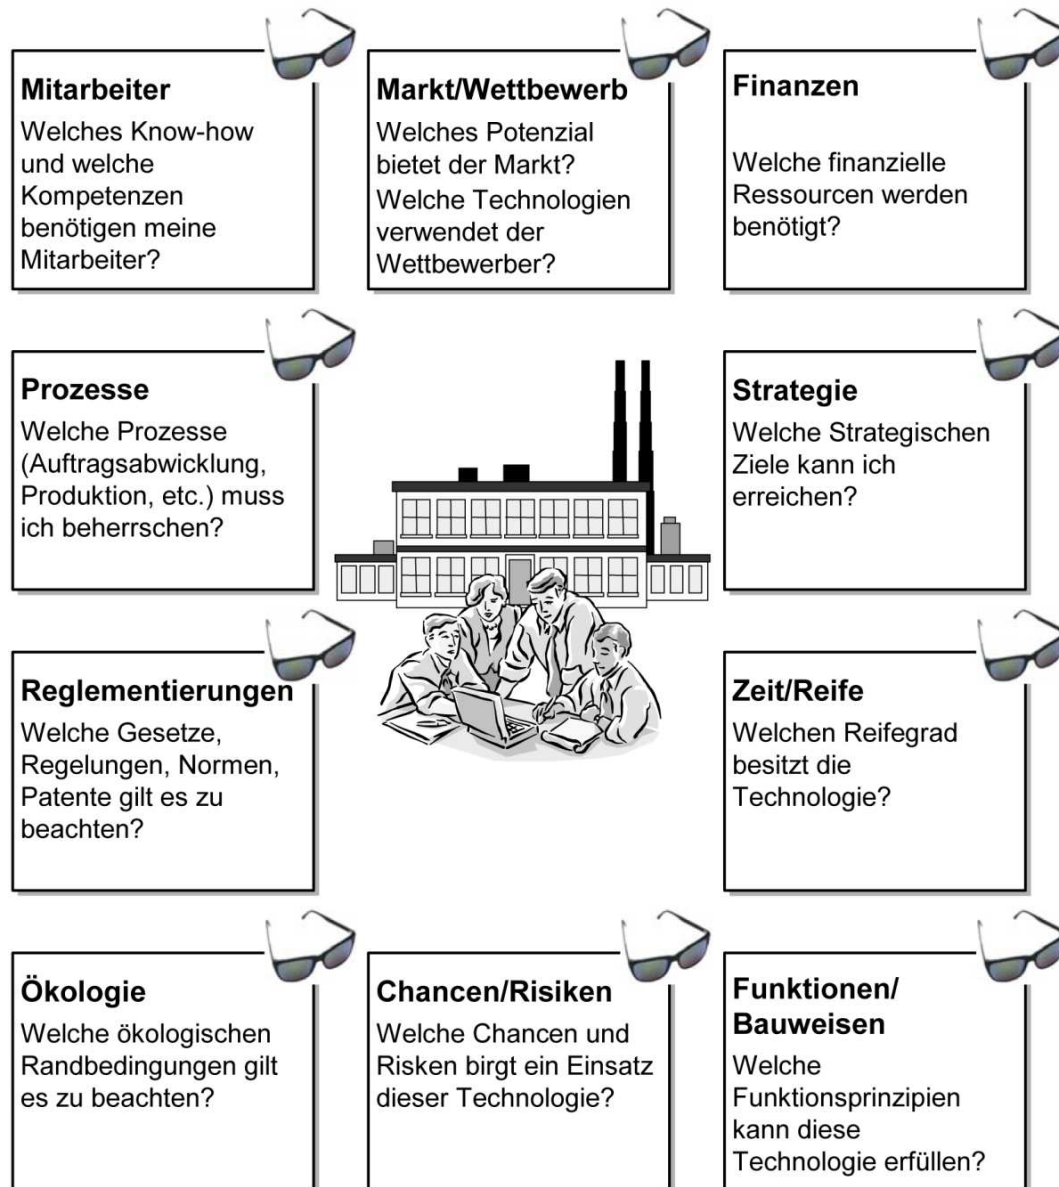 Mitarbeiter
Welches Know-how
und welche
Kompetenzen
benötigen meine
Mitarbeiter?
Markt/Wettbewerb
Welches Potenzial
bietet der Markt?
Welche Technologien
verwendet der
Wettbewerber?
Finanzen
Welche finanzielle
Ressourcen werden
benötigt?
Prozesse
Welche Prozesse
(Auftragsabwicklung,
Produktion, etc.) muss
ich beherrschen?
Strategie
Welche Strategischen
Ziele kann ich
erreichen?
Reglementierungen
Welche Gesetze,
Regelungen, Normen,
Patente gilt es zu
beachten?
Zeit/Reife
Welchen Reifegrad
besitzt die
Technologie?
Ökologie
Welche ökologischen
Randbedingungen gilt
es zu beachten?
Chancen/Risiken
Welche Chancen und
Risken birgt ein Einsatz
dieser Technologie?
Funktionen/
Bauweisen
Welche
Funktionsprinzipien
kann diese
Technologie erfüllen?